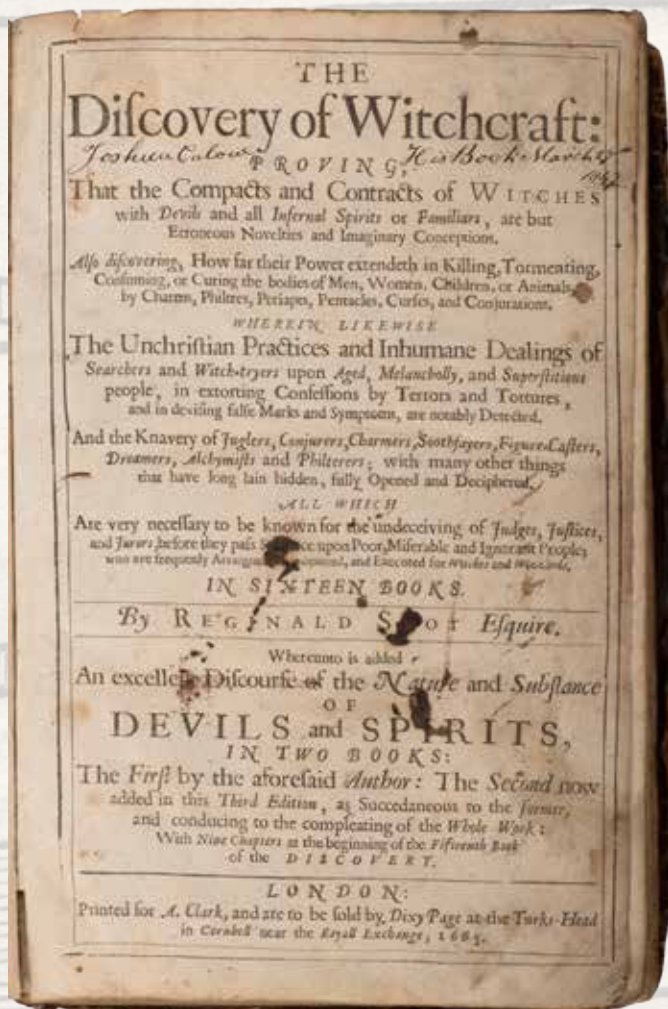 THE
Diſcovery of Witchcraft:
Joshua His Book March
PROVING,
That the Compacts and Contracts of WITCHES
with Devils and all Infernal Spirits or Familiars, are but
Erroneous Novelties and Imaginary Conceptions.
Alſo diſcovering, How far their Power extendeth in Killing, Tormenting,
Conſuming, or Curing the bodies of Men, Women, Children, or Animals,
by Charms, Philtres, Periapts, Pentacles, Curſes, and Conjurations.
WHEREIN LIKEWISE
The Unchriſtian Practices and Inhumane Dealings of
Searchers and Witch-tryers upon Aged, Melancholly, and Superſtitious
people, in extorting Confeſſions by Terrors and Tortures,
and in deviſing falſe Marks and Symptoms, are notably Detected.
And the Knavery of Juglers, Conjurers, Charmers, Soothſayers, Figure-Caſters,
Dreamers, Alchymiſts and Philterers; with many other things
that have long lain hidden, fully Opened and Deciphered.
ALL WHICH
Are very neceſſary to be known for the undeceiving of Judges, Juſtices,
and Jurors, before they paſs upon Poor, Miſerable and Ignorant People;
who are frequently and Executed for Witches and Wizzards.
IN SIXTEEN BOOKS.
By REGINALD SCOT Eſquire.
Whereunto is added
An excellent Diſcourſe of the Nature and Subſtance
OF
DEVILS and SPIRITS,
IN TWO BOOKS:
The Firſt by the aforeſaid Author: The Second now
added in this Third Edition, as Succedaneous to the former,
and conducing to the compleating of the Whole Work:
With Nine Chapters at the beginning of the Fifteenth Book
of the DISCOVERY.
LONDON:
Printed for A. Clark, and are to be ſold by Dixy Page at the Turks-Head
in Cornhill near the Royall Exchange, 1665.